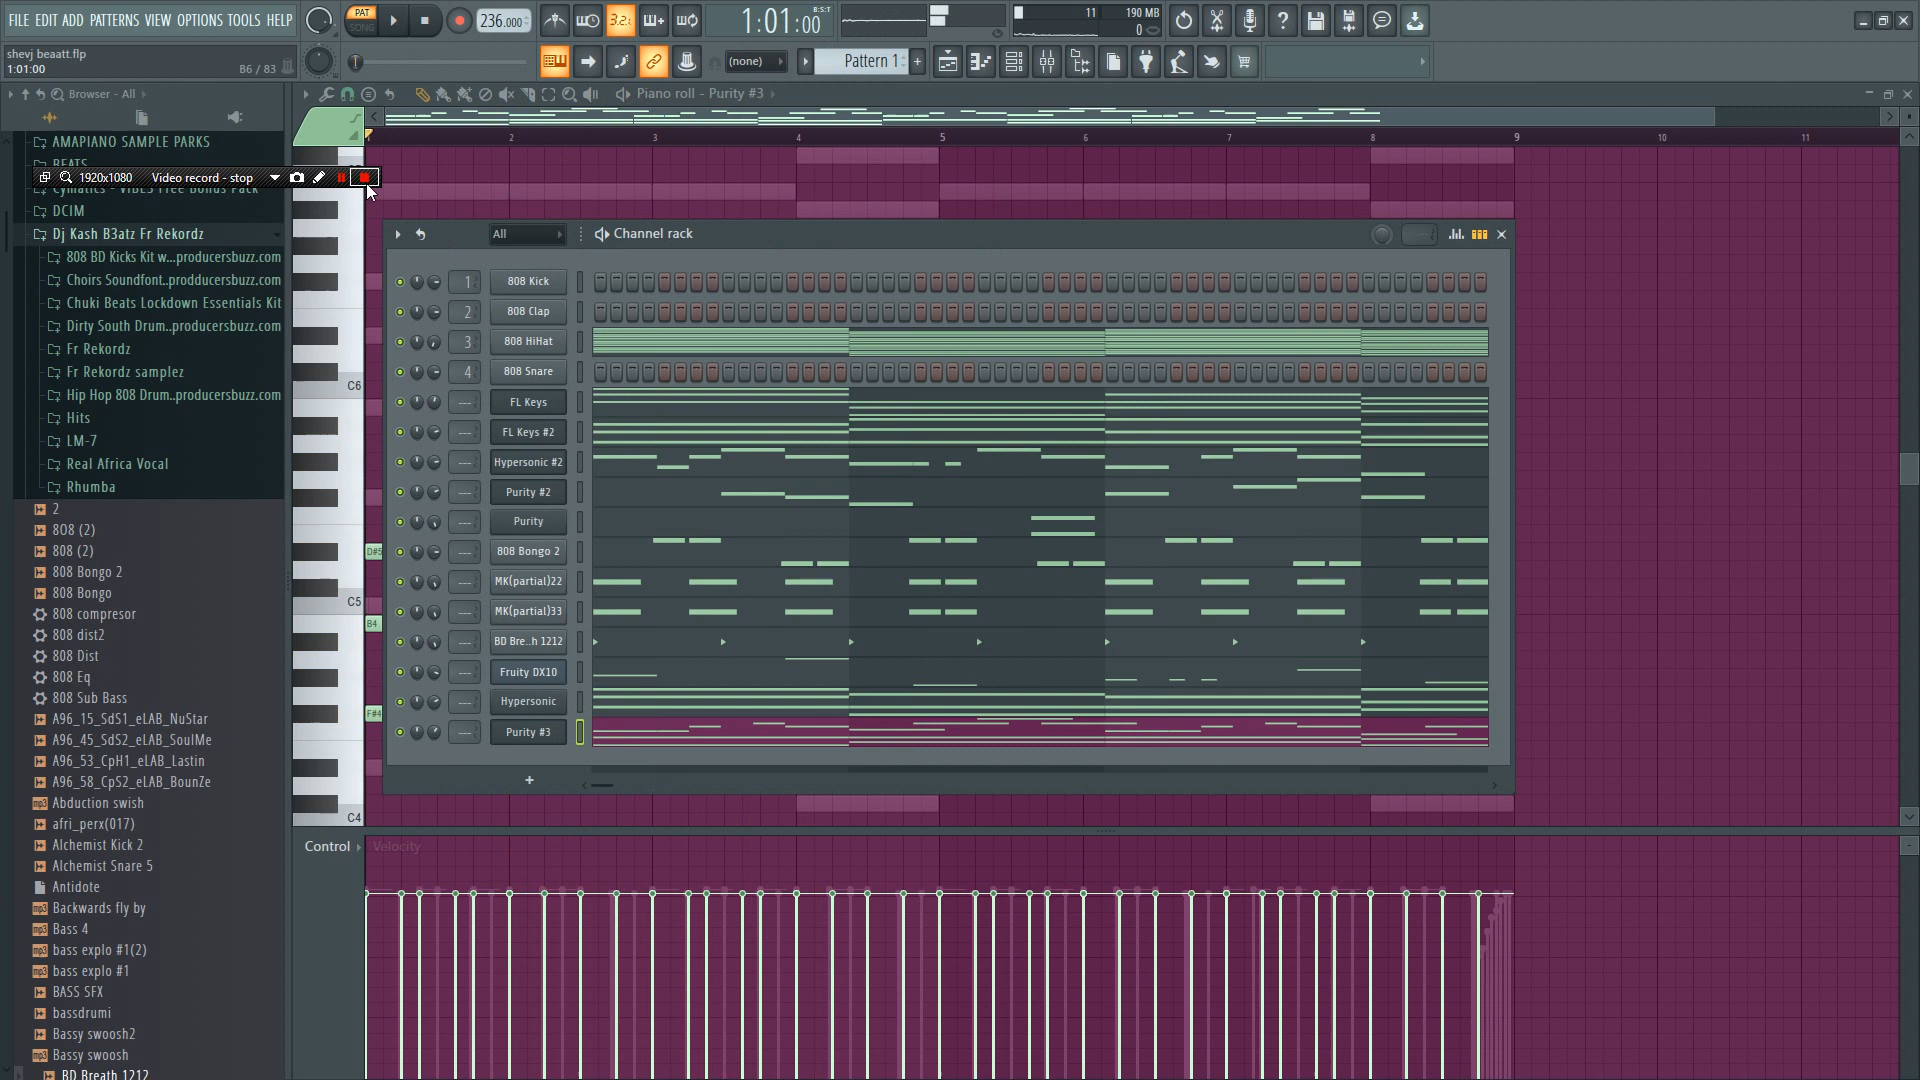 FILE EDIT ADD PATTERNS VIEW OPTIONS TOOLS HELP
PAT
SONG
236.000
3.2.
1:01:00
B:S:T
11
190 MB
0
shevj beaatt.flp
1:01:00
B6 / 83
(none)
Pattern 1
+
Browser - All
Piano roll - Purity #3
AMAPIANO SAMPLE PARKS
BEATS
1920x1080 Video record - stop
Cymatics - VIBES Free Bonus Pack
DCIM
Dj Kash B3atz Fr Rekordz
808 BD Kicks Kit w...producersbuzz.com
Choirs Soundfont..producersbuzz.com
Chuki Beats Lockdown Essentials Kit
Dirty South Drum..producersbuzz.com
Fr Rekordz
Fr Rekordz samplez
Hip Hop 808 Drum..producersbuzz.com
Hits
LM-7
Real Africa Vocal
Rhumba
2
808 (2)
808 (2)
808 Bongo 2
808 Bongo
808 compresor
808 dist2
808 Dist
808 Eq
808 Sub Bass
A96_15_SdS1_eLAB_NuStar
A96_45_SdS2_eLAB_SoulMe
A96_53_CpH1_eLAB_Lastin
A96_58_CpS2_eLAB_BounZe
Abduction swish
afri_perx(017)
Alchemist Kick 2
Alchemist Snare 5
Antidote
Backwards fly by
Bass 4
bass explo #1(2)
bass explo #1
BASS SFX
bassdrumi
Bassy swoosh2
Bassy swoosh
BD Breath 1212
2 3 4 5 6 7 8 9 10 11
C6
D#5
C5
B4
F#4
C4
All
Channel rack
1 808 Kick
2 808 Clap
3 808 HiHat
4 808 Snare
--- FL Keys
--- FL Keys #2
--- Hypersonic #2
--- Purity #2
--- Purity
--- 808 Bongo 2
--- MK(partial)22
--- MK(partial)33
--- BD Bre..h 1212
--- Fruity DX10
--- Hypersonic
--- Purity #3
+
Control
Velocity